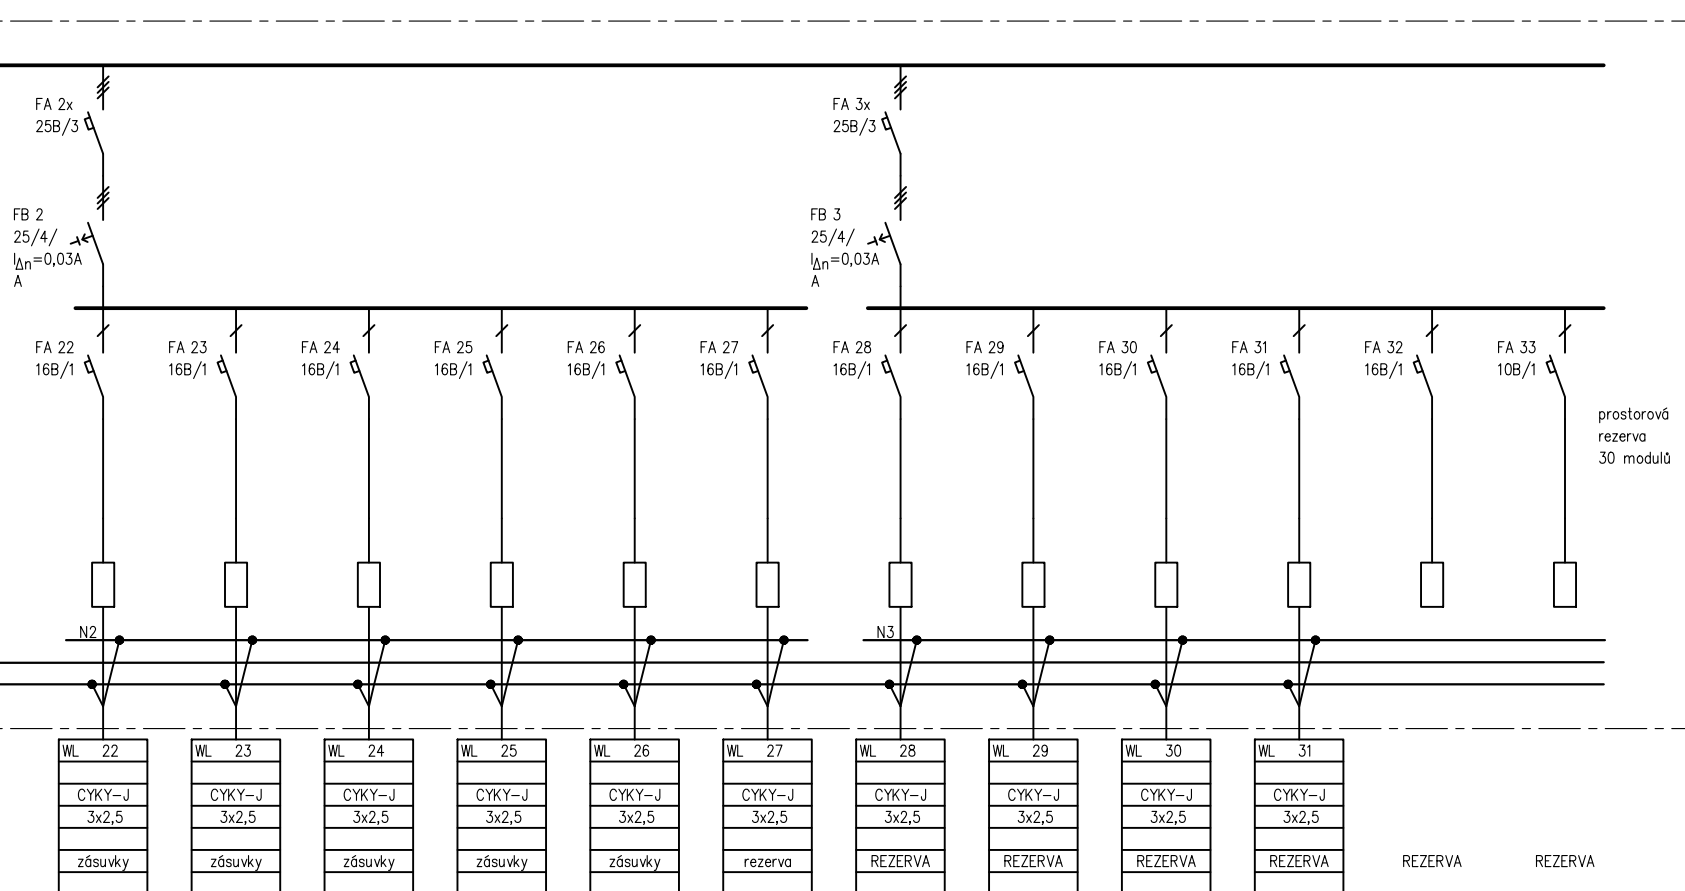 FA 2x
25B/3
FA 3x
25B/3
FB 2
25/4/
IΔn=0,03A
A
FB 3
25/4/
IΔn=0,03A
A
FA 22
16B/1
FA 23
16B/1
FA 24
16B/1
FA 25
16B/1
FA 26
16B/1
FA 27
16B/1
FA 28
16B/1
FA 29
16B/1
FA 30
16B/1
FA 31
16B/1
FA 32
16B/1
FA 33
10B/1
prostorová
rezerva
30 modulů
N2
N3
WL 22
CYKY-J
3x2,5
zásuvky
WL 23
CYKY-J
3x2,5
zásuvky
WL 24
CYKY-J
3x2,5
zásuvky
WL 25
CYKY-J
3x2,5
zásuvky
WL 26
CYKY-J
3x2,5
zásuvky
WL 27
CYKY-J
3x2,5
rezerva
WL 28
CYKY-J
3x2,5
REZERVA
WL 29
CYKY-J
3x2,5
REZERVA
WL 30
CYKY-J
3x2,5
REZERVA
WL 31
CYKY-J
3x2,5
REZERVA
REZERVA
REZERVA